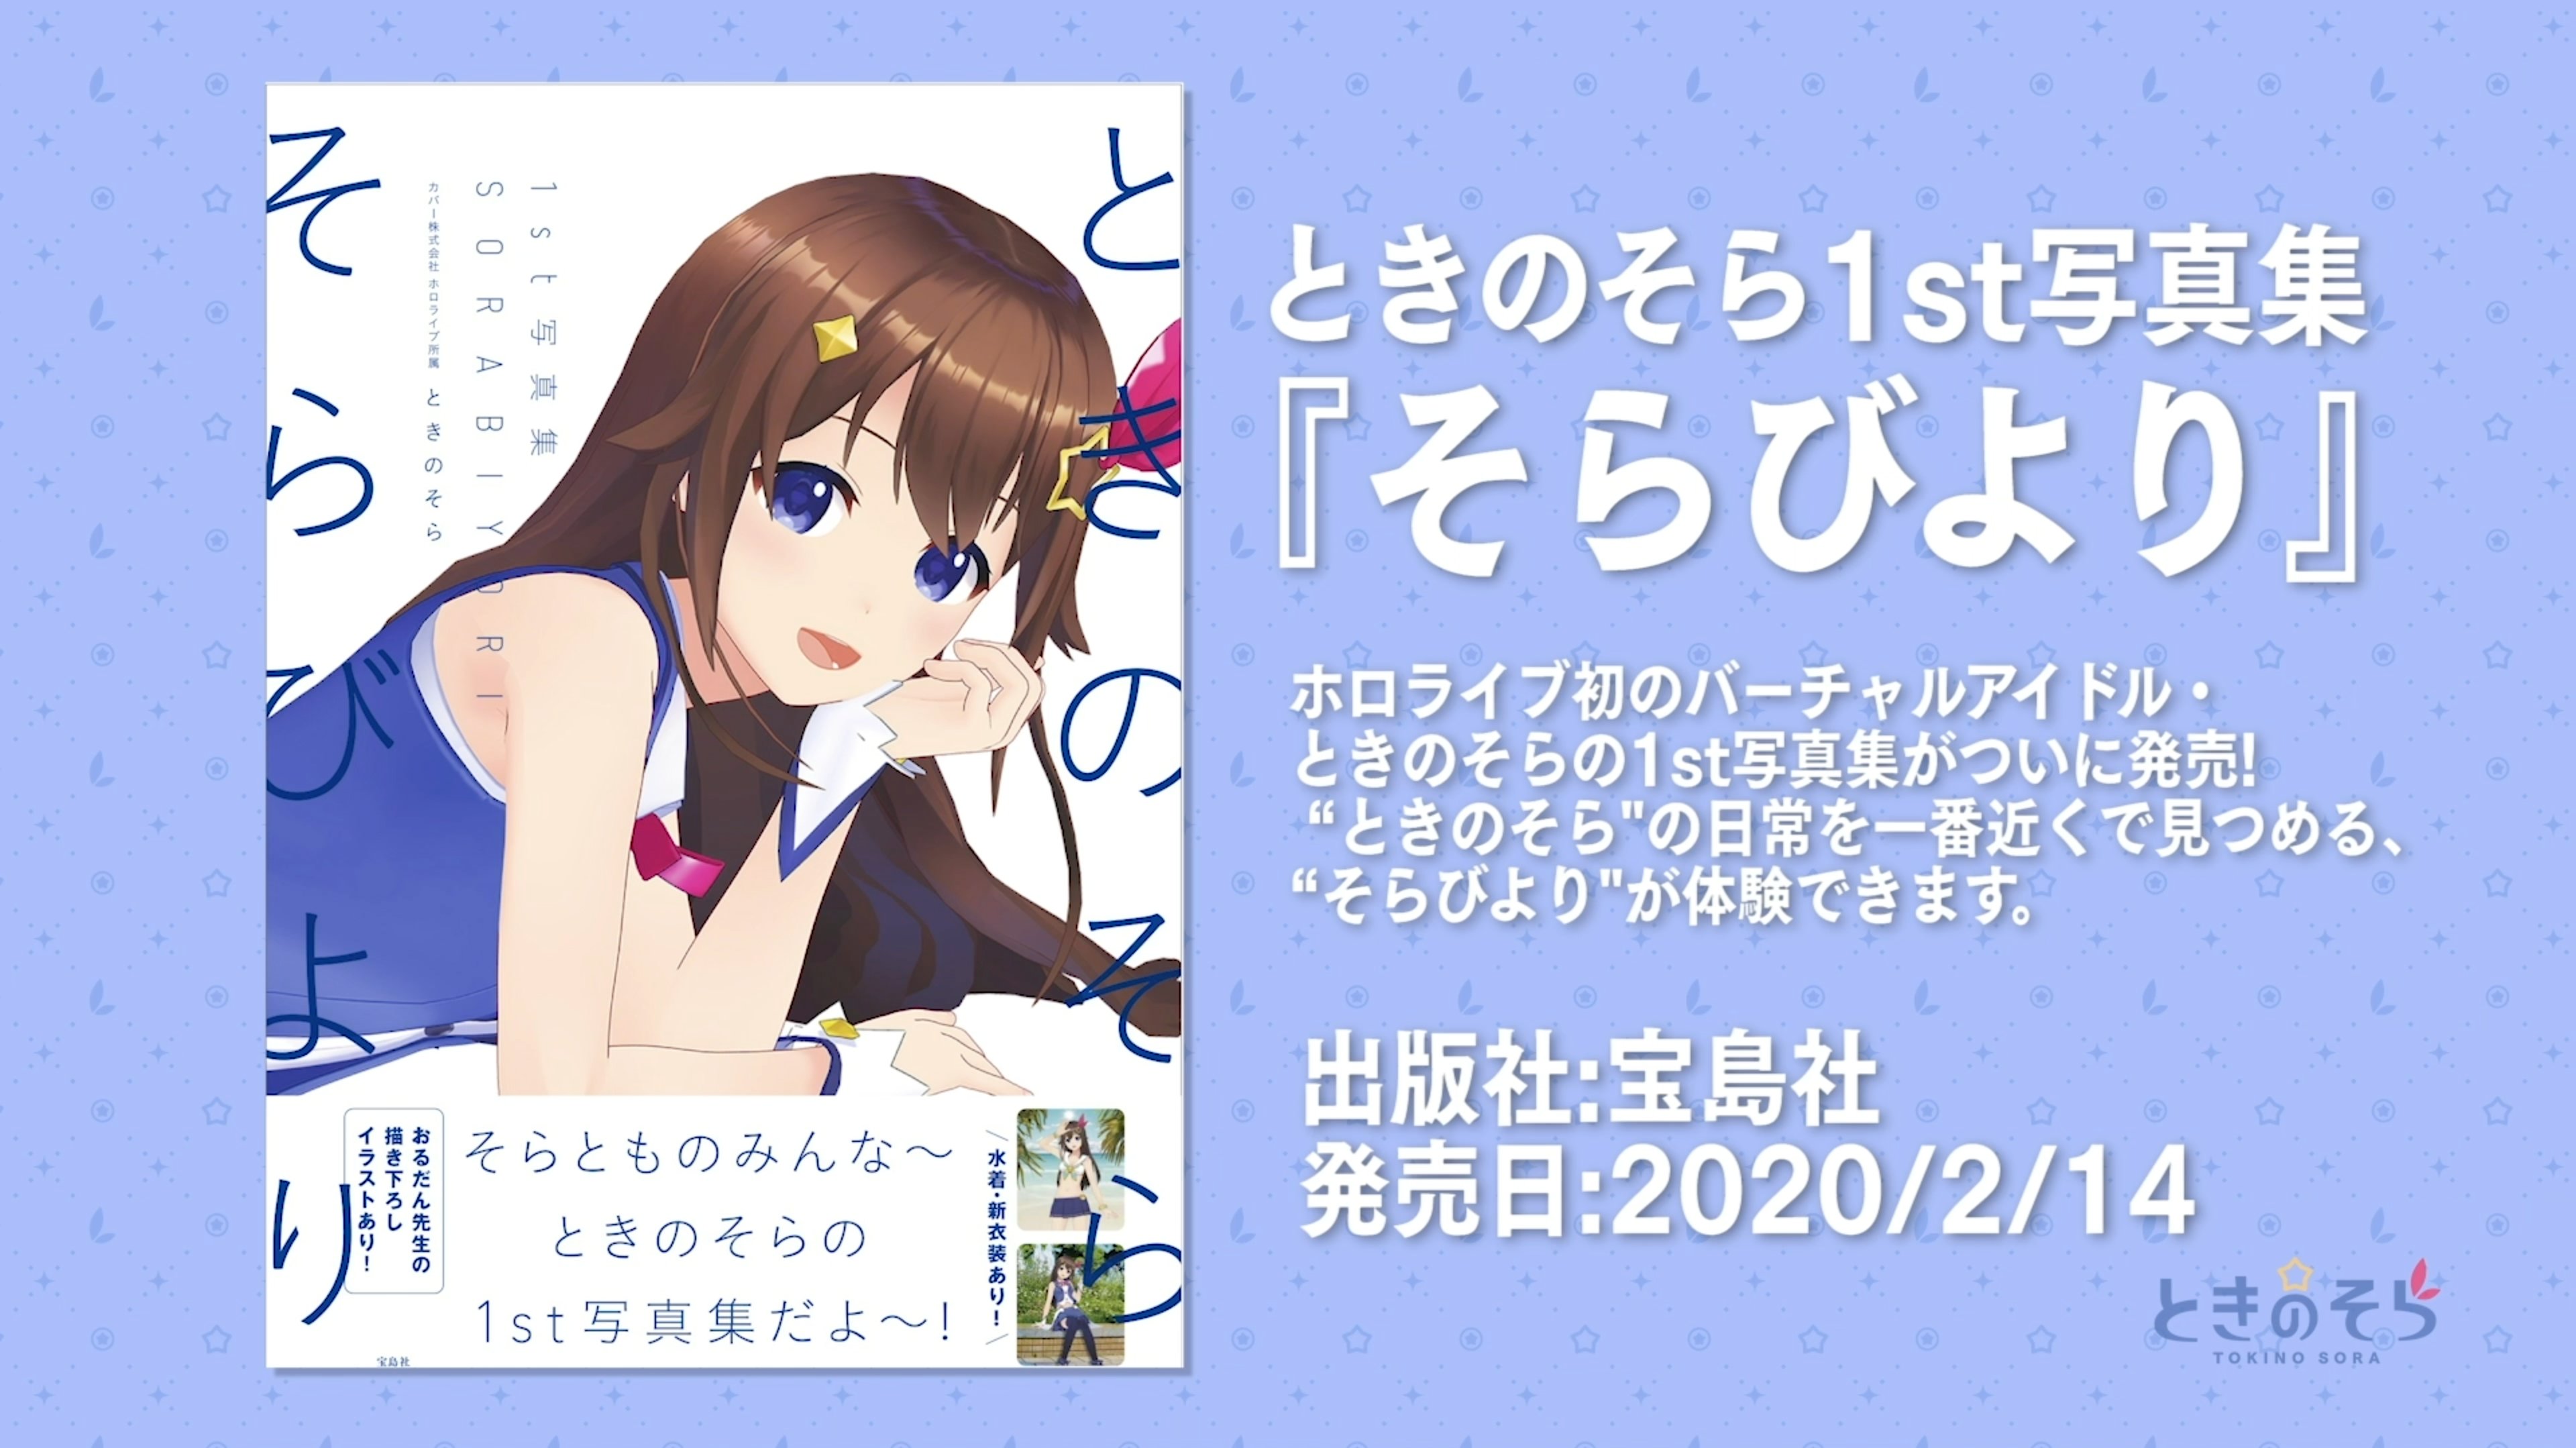 ときのそら
そらびより
1st写真集
SORABIYORI
カバー株式会社 ホロライブ所属 ときのそら
おるだん先生の
描き下ろし
イラストあり!
そらとものみんな〜
ときのそらの
1st写真集だよ〜!
\水着・新衣装あり!/
宝島社
ときのそら1st写真集
『そらびより』
ホロライブ初のバーチャルアイドル・
ときのそらの1st写真集がついに発売!
“ときのそら"の日常を一番近くで見つめる、
“そらびより"が体験できます。
出版社:宝島社
発売日:2020/2/14
ときのそら
TOKINO SORA